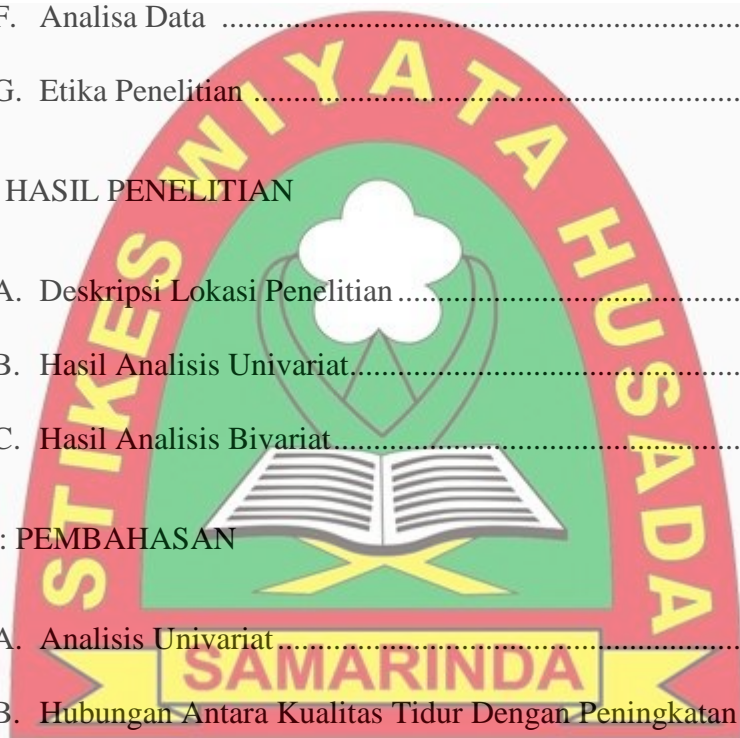 F. Analisa Data ........................................................................
G. Etika Penelitian ..................................................................
HASIL PENELITIAN
A. Deskripsi Lokasi Penelitian ..............................................
B. Hasil Analisis Univariat.....................................................
C. Hasil Analisis Bivariat.......................................................
: PEMBAHASAN
A. Analisis Univariat ..............................................................
B. Hubungan Antara Kualitas Tidur Dengan Peningkatan
STIKES WIYATA HUSADA
SAMARINDA